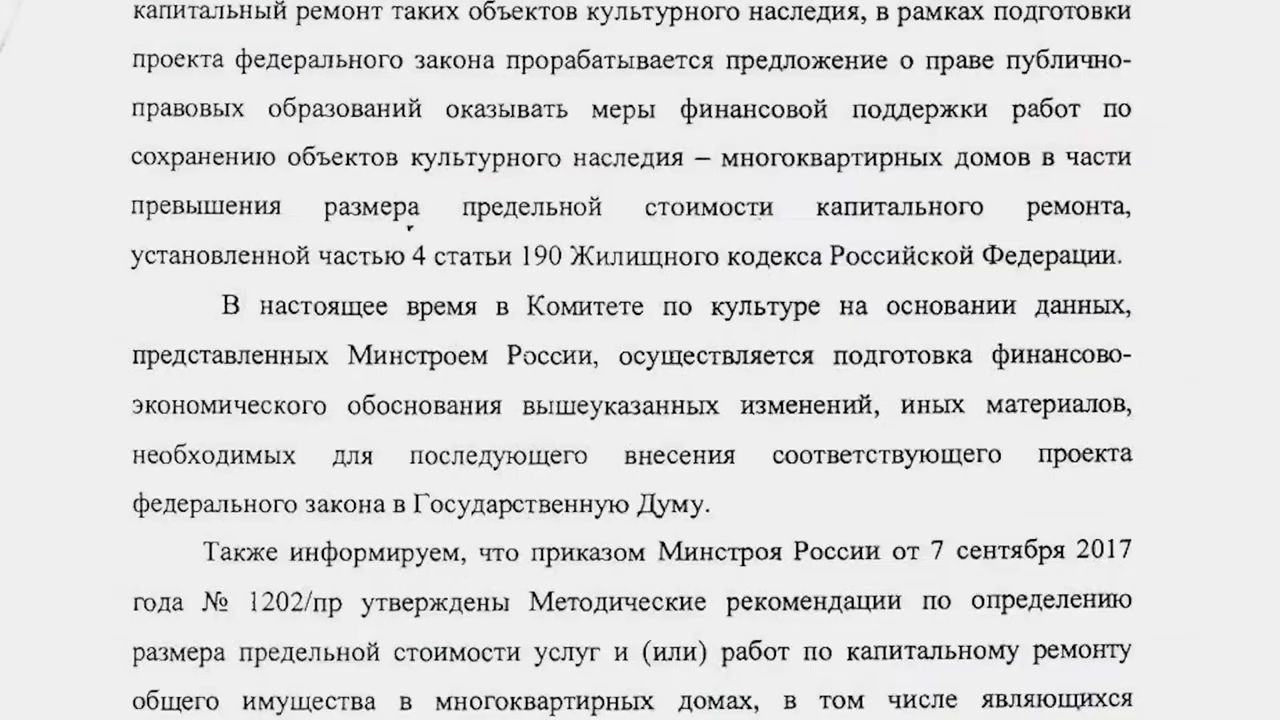 капитальный ремонт таких объектов культурного наследия, в рамках подготовки
проекта федерального закона прорабатывается предложение о праве публично-
правовых образований оказывать меры финансовой поддержки работ по
сохранению объектов культурного наследия – многоквартирных домов в части
превышения размера предельной стоимости капитального ремонта,
установленной частью 4 статьи 190 Жилищного кодекса Российской Федерации.
В настоящее время в Комитете по культуре на основании данных,
представленных Минстроем России, осуществляется подготовка финансово-
экономического обоснования вышеуказанных изменений, иных материалов,
необходимых для последующего внесения соответствующего проекта
федерального закона в Государственную Думу.
Также информируем, что приказом Минстроя России от 7 сентября 2017
года № 1202/пр утверждены Методические рекомендации по определению
размера предельной стоимости услуг и (или) работ по капитальному ремонту
общего имущества в многоквартирных домах, в том числе являющихся